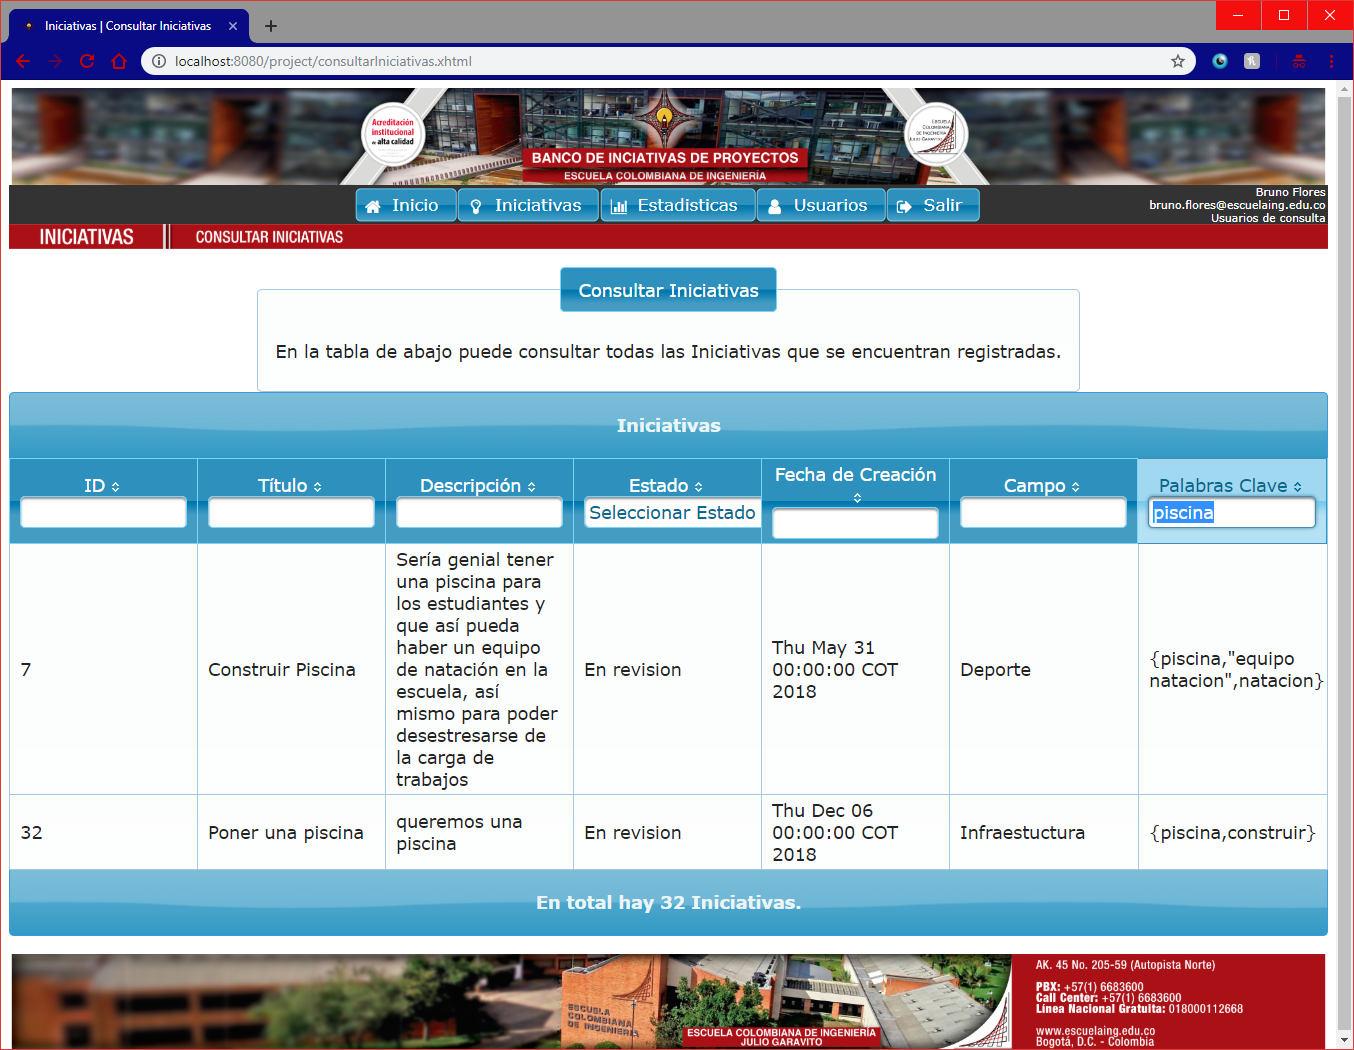 Iniciativas | Consultar Iniciativas
localhost:8080/project/consultarIniciativas.xhtml
Acreditación
institucional
de alta calidad
ESCUELA
COLOMBIANA
DE INGENIERÍA
JULIO GARAVITO
BANCO DE INCIATIVAS DE PROYECTOS
ESCUELA COLOMBIANA DE INGENIERÍA
Inicio
Iniciativas
Estadisticas
Usuarios
Salir
Bruno Flores
bruno.flores@escuelaing.edu.co
Usuarios de consulta
INICIATIVAS
CONSULTAR INICIATIVAS
Consultar Iniciativas
En la tabla de abajo puede consultar todas las Iniciativas que se encuentran registradas.
Iniciativas
ID
Título
Descripción
Estado
Seleccionar Estado
Fecha de Creación
Campo
Palabras Clave
piscina
7
Construir Piscina
Sería genial tener
una piscina para
los estudiantes y
que así pueda
haber un equipo
de natación en la
escuela, así
mismo para poder
desestresarse de
la carga de
trabajos
En revision
Thu May 31
00:00:00 COT
2018
Deporte
{piscina,"equipo
natacion",natacion}
32
Poner una piscina
queremos una
piscina
En revision
Thu Dec 06
00:00:00 COT
2018
Infraestuctura
{piscina,construir}
En total hay 32 Iniciativas.
ESCUELA
COLOMBIANA
DE INGENIERÍA
ESCUELA COLOMBIANA DE INGENIERÍA
JULIO GARAVITO
AK. 45 No. 205-59 (Autopista Norte)
PBX: +57(1) 6683600
Call Center: +57(1) 6683600
Línea Nacional Gratuita: 018000112668
www.escuelaing.edu.co
Bogotá, D.C. - Colombia